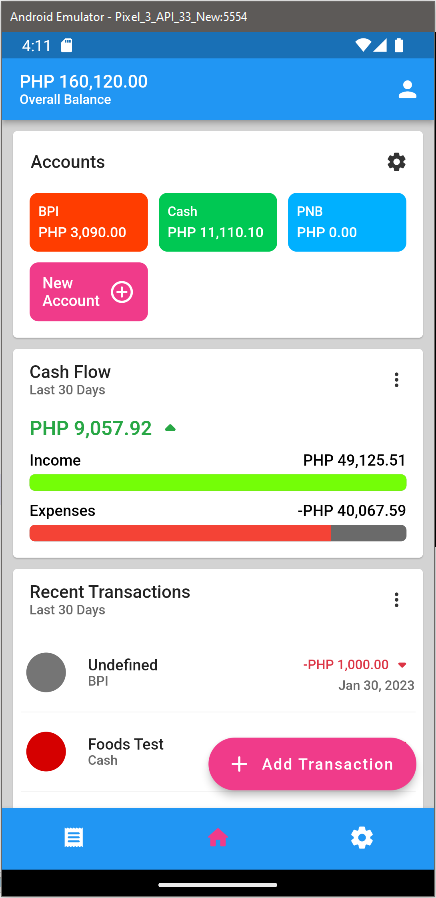 Android Emulator - Pixel_3_API_33_New:5554
4:11
PHP 160,120.00
Overall Balance
Accounts
BPI
PHP 3,090.00
Cash
PHP 11,110.10
PNB
PHP 0.00
New
Account
Cash Flow
Last 30 Days
PHP 9,057.92
Income PHP 49,125.51
Expenses -PHP 40,067.59
Recent Transactions
Last 30 Days
Undefined -PHP 1,000.00
BPI Jan 30, 2023
Foods Test
Cash
Add Transaction